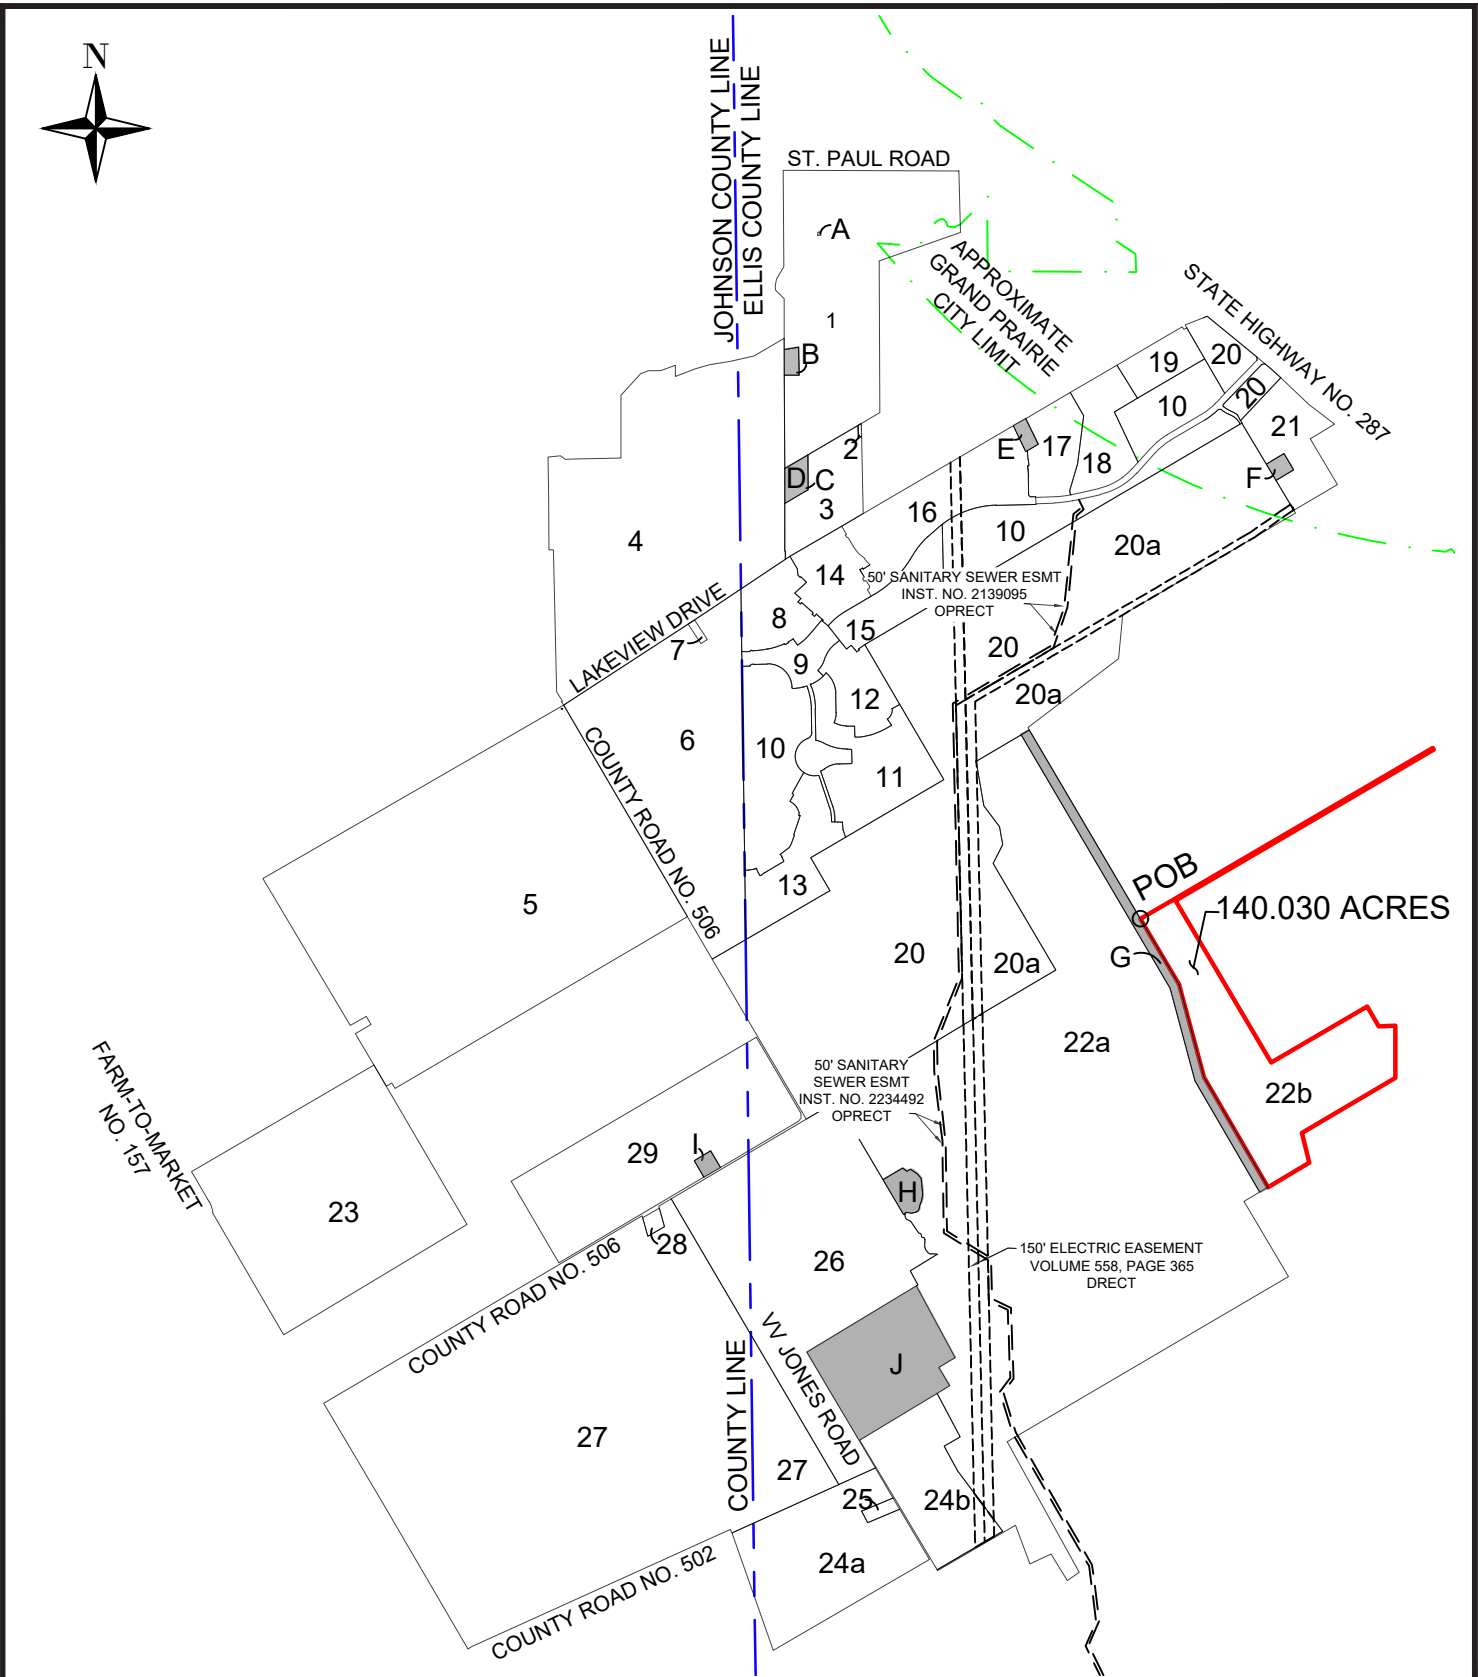 N
JOHNSON COUNTY LINE
ELLIS COUNTY LINE
ST. PAUL ROAD
A
APPROXIMATE
GRAND PRAIRIE
CITY LIMIT
STATE HIGHWAY NO. 287
1
B
19
20
10
20
21
2
E
17
18
F
D
C
3
16
10
4
20a
14
50' SANITARY SEWER ESMT
INST. NO. 2139095
OPRECT
LAKEVIEW DRIVE
8
15
7
9
20
12
20a
6
10
11
COUNTY ROAD NO. 506
13
POB
5
140.030 ACRES
20
20a
G
22a
FARM-TO-MARKET
NO. 157
50' SANITARY
SEWER ESMT
INST. NO. 2234492
OPRECT
22b
29
I
H
23
28
26
150' ELECTRIC EASEMENT
VOLUME 558, PAGE 365
DRECT
COUNTY ROAD NO. 506
VV JONES ROAD
J
COUNTY LINE
27
27
25
24b
24a
COUNTY ROAD NO. 502